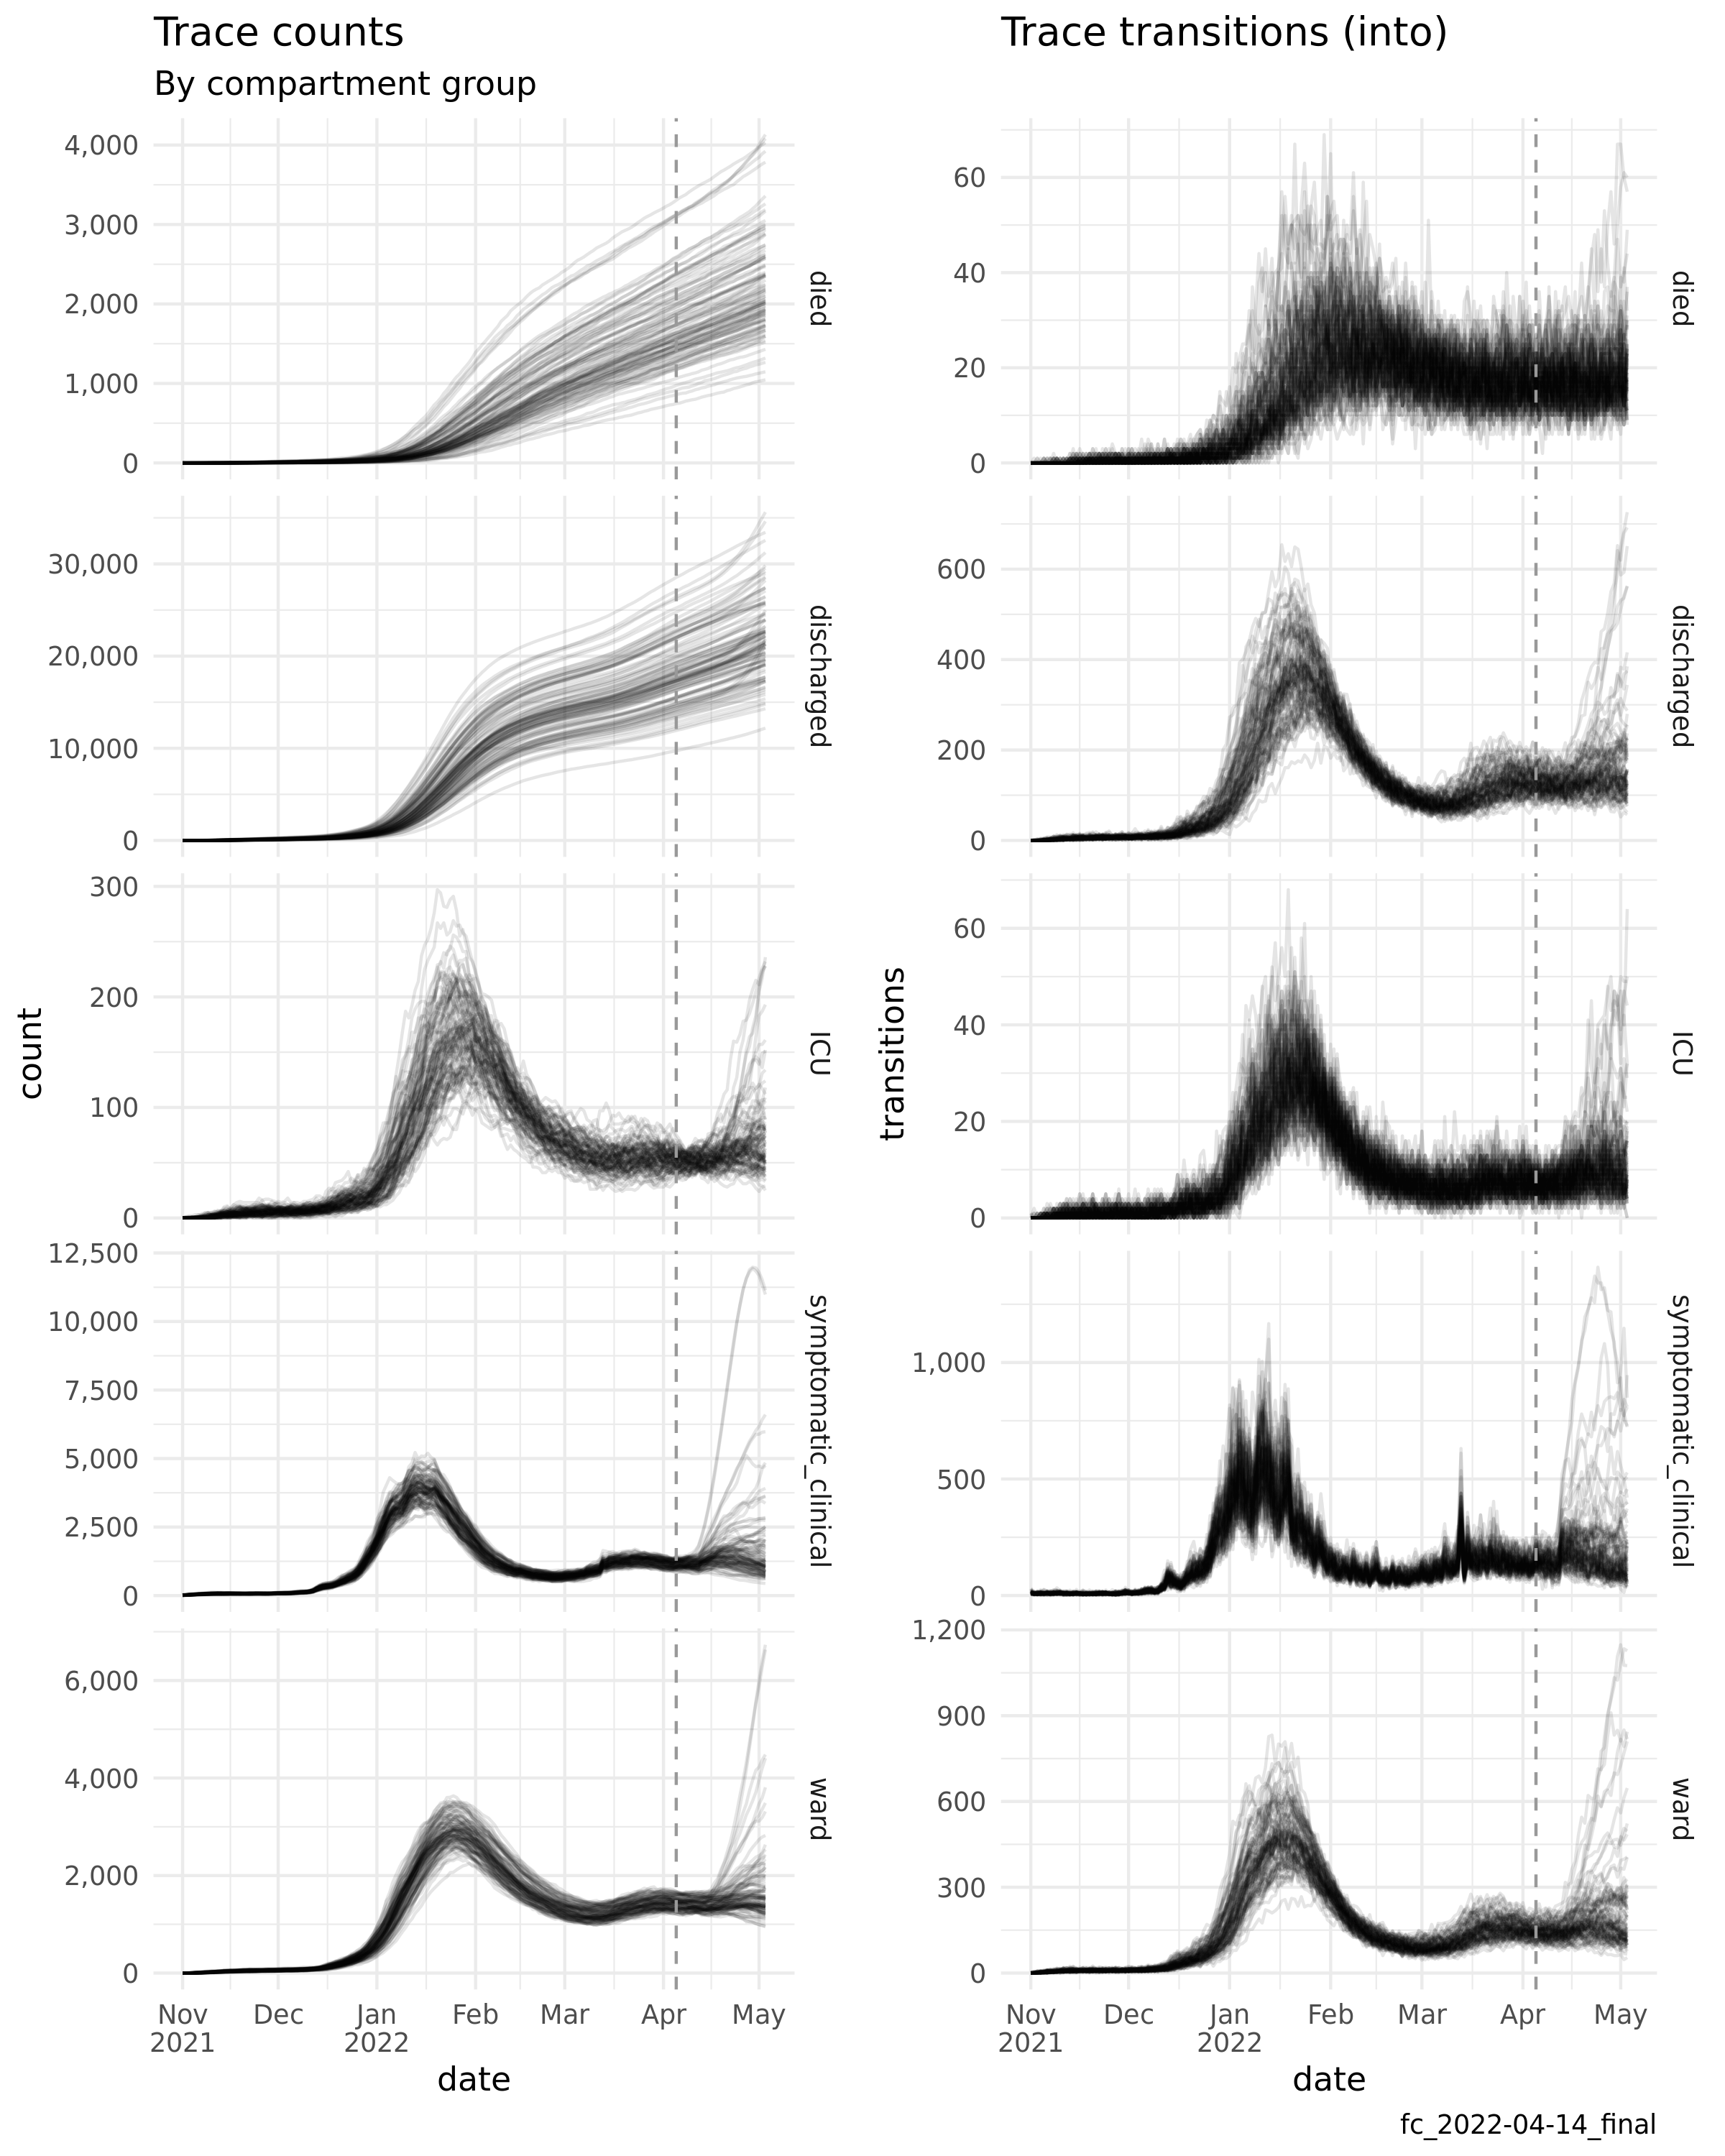 Trace counts
By compartment group
4,000
3,000
2,000
1,000
0
died
30,000
20,000
10,000
0
discharged
300
200
100
0
ICU
12,500
10,000
7,500
5,000
2,500
0
symptomatic_clinical
6,000
4,000
2,000
0
ward
count
Nov Dec Jan Feb Mar Apr May
2021 2022
date
Trace transitions (into)
60
40
20
0
died
600
400
200
0
discharged
60
40
20
0
ICU
1,000
500
0
symptomatic_clinical
1,200
900
600
300
0
ward
transitions
Nov Dec Jan Feb Mar Apr May
2021 2022
date
fc_2022-04-14_final